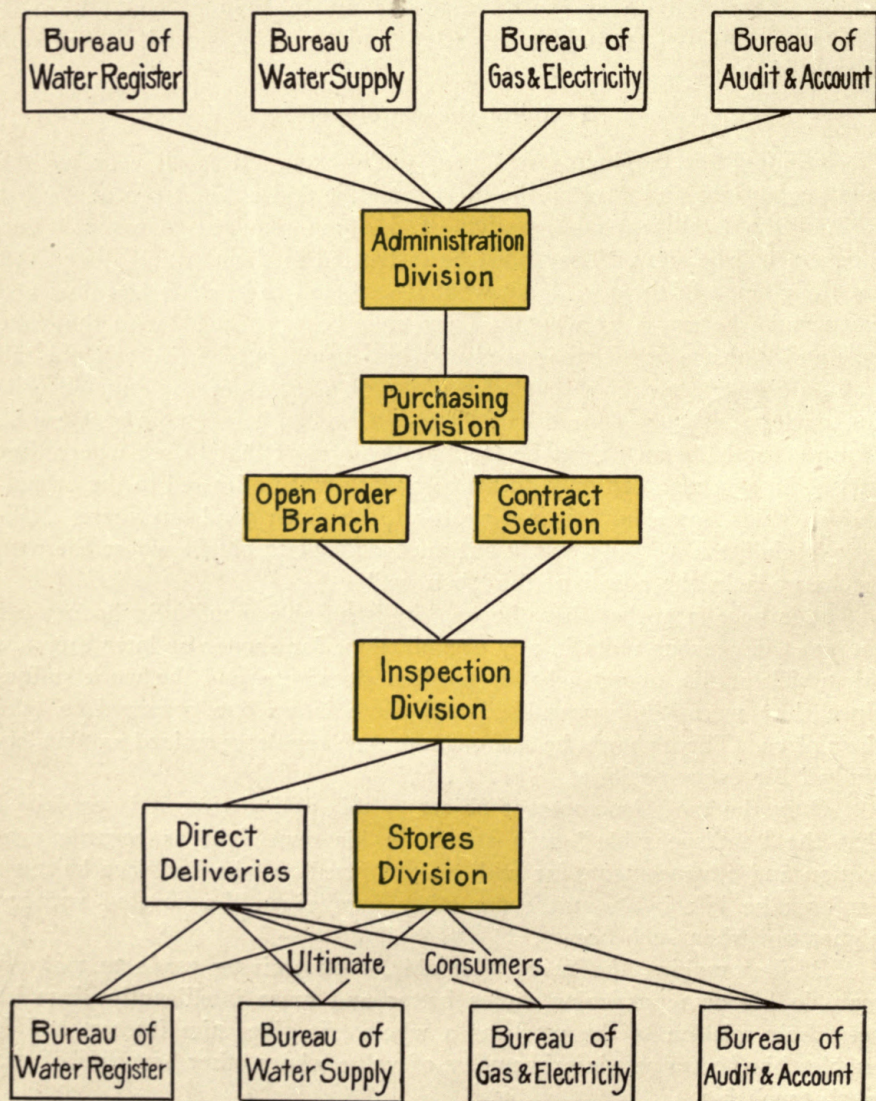 Bureau of
Water Register
Bureau of
Water Supply
Bureau of
Gas & Electricity
Bureau of
Audit & Account
Administration
Division
Purchasing
Division
Open Order
Branch
Contract
Section
Inspection
Division
Direct
Deliveries
Stores
Division
Ultimate Consumers
Bureau of
Water Register
Bureau of
Water Supply
Bureau of
Gas & Electricity
Bureau of
Audit & Account